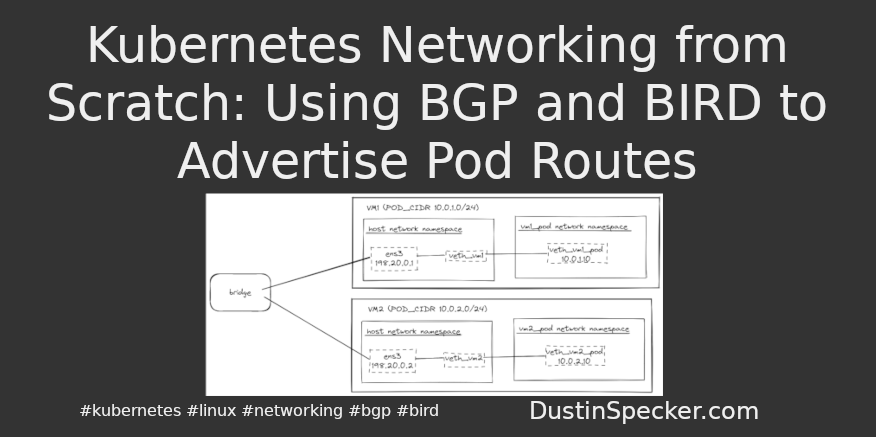 Kubernetes Networking from
Scratch: Using BGP and BIRD to
Advertise Pod Routes
VM1 (POD_CIDR 10.0.1.0/24)
host network namespace
vm1_pod network namespace
ens3
198.20.0.1
veth_vm1
veth_vm1_pod
10.0.1.10
bridge
VM2 (POD_CIDR 10.0.2.0/24)
host network namespace
vm2_pod network namespace
ens3
198.20.0.2
veth_vm2
veth_vm2_pod
10.0.2.10
#kubernetes #linux #networking #bgp #bird
DustinSpecker.com